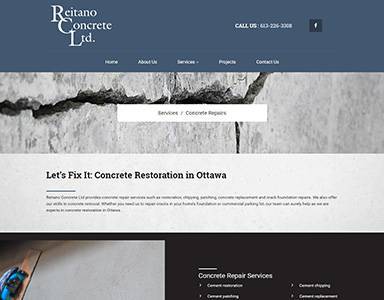 Reitano
Concrete
Ltd.
CALL US : 613-226-3308
Home About Us Services Projects Contact Us
Services / Concrete Repairs
Let's Fix It: Concrete Restoration in Ottawa
Reitano Concrete Ltd provides concrete repair services such as restoration, chipping, patching, concrete replacement and crack foundation repairs. We also
offer our skills in concrete removal. Whether you need us to repair cracks in your home's foundation or commercial parking lot, our team can surely help as we are
experts in concrete restoration in Ottawa.
Concrete Repair Services
Cement restoration Cement chipping
Cement patching Cement replacement